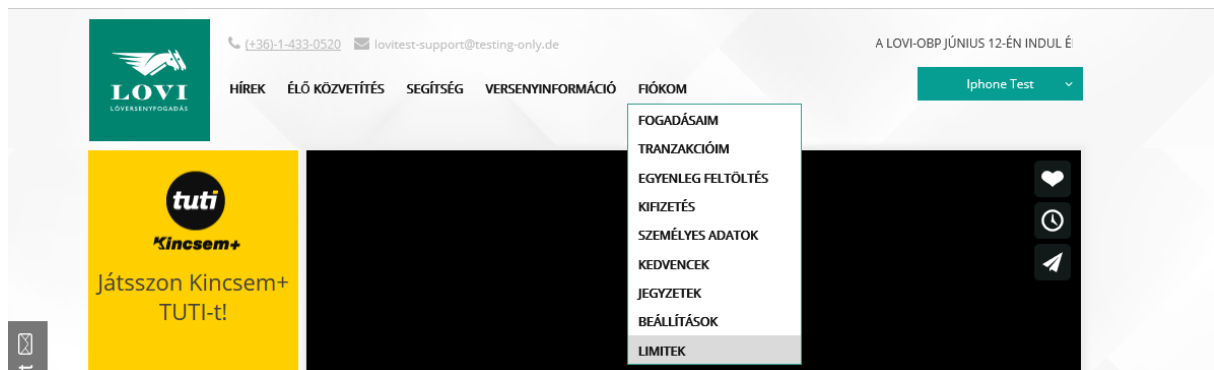 (+36)-1-433-0520 lovitest-support@testing-only.de
A LOVI-OBP JÚNIUS 12-ÉN INDUL É
LOVI
LÓVERSENYFOGADÁS
HÍREK ÉLŐ KÖZVETÍTÉS SEGÍTSÉG VERSENYINFORMÁCIÓ FIÓKOM
Iphone Test
FOGADÁSAIM
TRANZAKCIÓIM
EGYENLEG FELTÖLTÉS
KIFIZETÉS
SZEMÉLYES ADATOK
KEDVENCEK
JEGYZETEK
BEÁLLÍTÁSOK
LIMITEK
tuti
Kincsem+
Játsszon Kincsem+
TUTI-t!